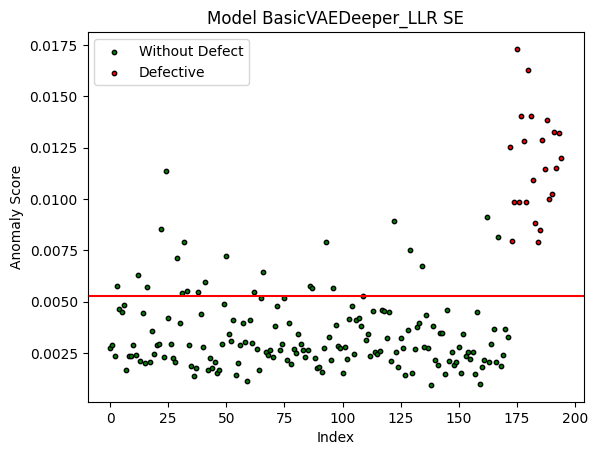 Model BasicVAEDeeper_LLR SE
Without Defect
Defective
0.0175
0.0150
0.0125
0.0100
0.0075
0.0050
0.0025
Anomaly Score
0 25 50 75 100 125 150 175 200
Index